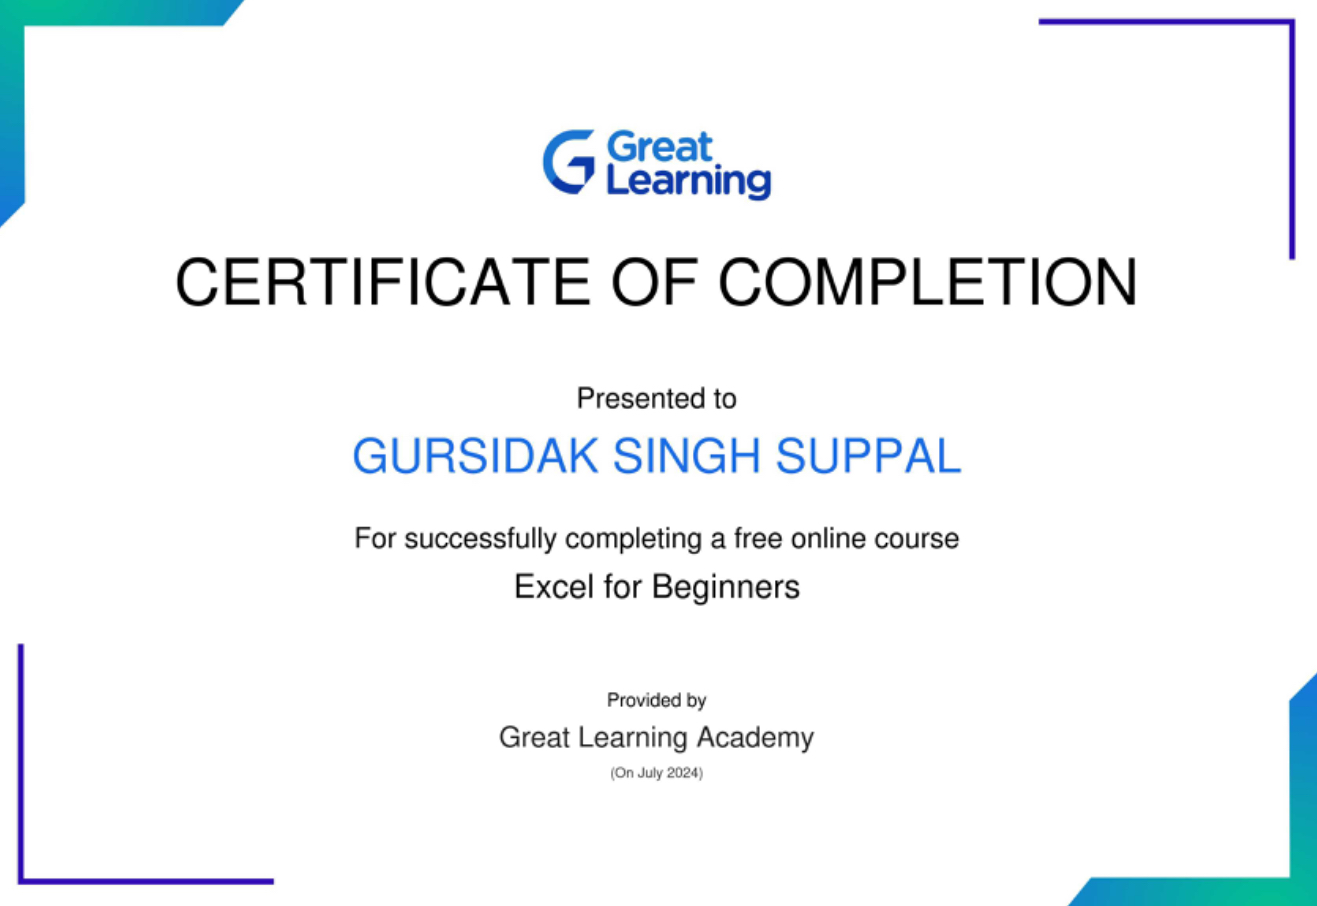 Great
Learning
CERTIFICATE OF COMPLETION
Presented to
GURSIDAK SINGH SUPPAL
For successfully completing a free online course
Excel for Beginners
Provided by
Great Learning Academy
(On July 2024)